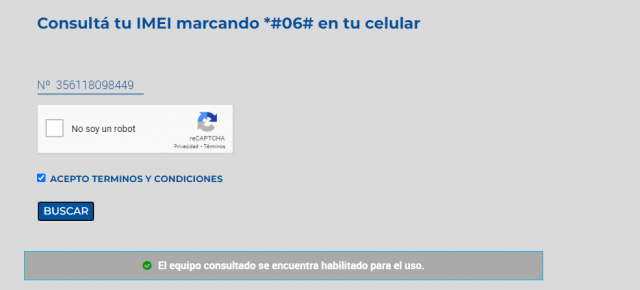 Consultá tu IMEI marcando *#06# en tu celular
Nº 356118098449
No soy un robot
reCAPTCHA
Privacidad - Términos
ACEPTO TERMINOS Y CONDICIONES
BUSCAR
El equipo consultado se encuentra habilitado para el uso.